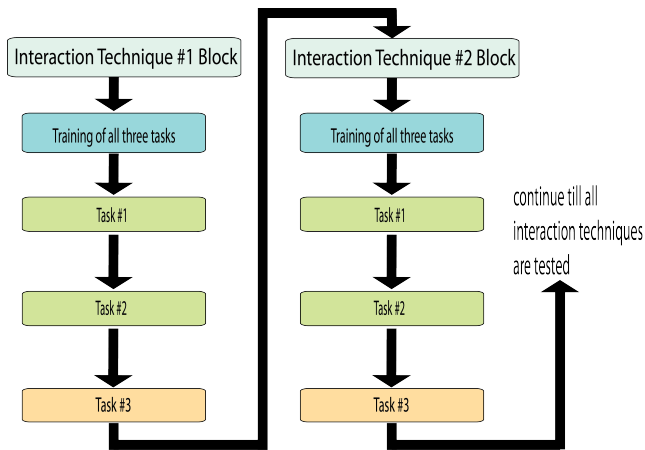 Interaction Technique #1 Block
Training of all three tasks
Task #1
Task #2
Task #3
Interaction Technique #2 Block
Training of all three tasks
Task #1
Task #2
Task #3
continue till all
interaction techniques
are tested